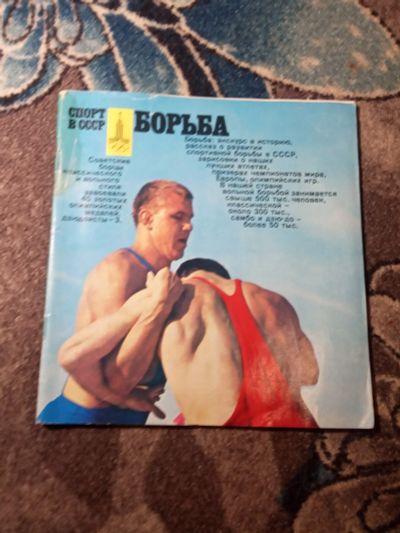 СПОРТ
В СССР
БОРЬБА
Борьба: экскурс в историю,
рассказ о развитии
спортивной борьбы в СССР,
зарисовки о наших
лучших атлетах,
призерах чемпионатов мира,
Европы, олимпийских игр.
В нашей стране
вольной борьбой занимается
свыше 500 тыс. человек,
классической –
около 300 тыс.,
самбо и дзю-до –
более 50 тыс.
Советские
борцы
классического
и вольного
стиля
завоевали
40 золотых
олимпийских
медалей,
дзюдоисты – 3.